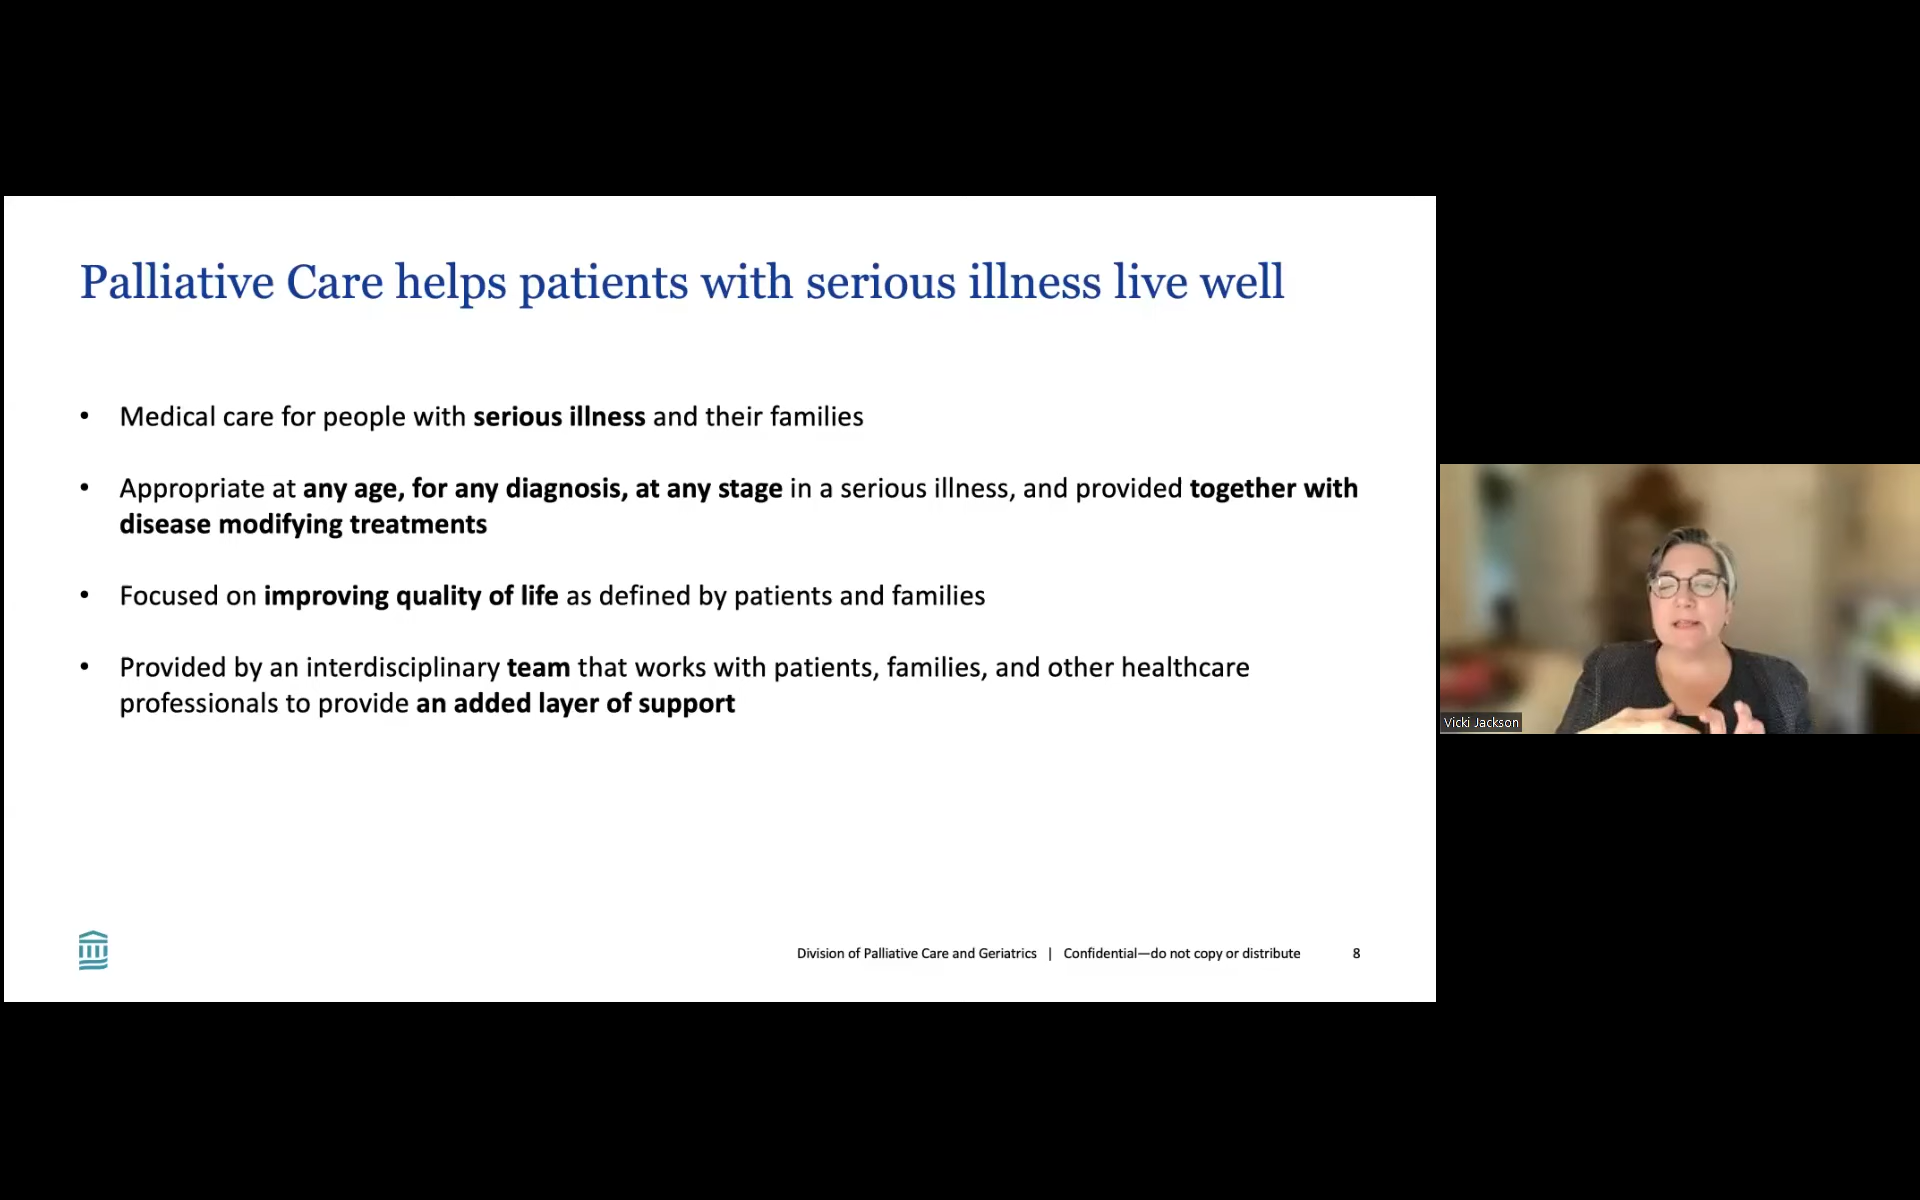 Palliative Care helps patients with serious illness live well
• Medical care for people with serious illness and their families
• Appropriate at any age, for any diagnosis, at any stage in a serious illness, and provided together with
disease modifying treatments
• Focused on improving quality of life as defined by patients and families
• Provided by an interdisciplinary team that works with patients, families, and other healthcare
professionals to provide an added layer of support
Division of Palliative Care and Geriatrics | Confidential—do not copy or distribute 8
Vicki Jackson